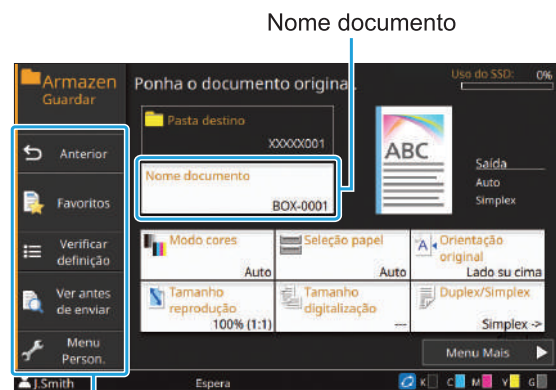 Nome documento
Armazen
Guardar
Ponha o documento original.
Uso do SSD: 0%
Pasta destino
XXXXX001
Nome documento
BOX-0001
ABC
Saída
Auto
Simplex
Anterior
Favoritos
Verificar
definição
Ver antes
de enviar
Menu
Person.
Modo cores
Auto
Seleção papel
Auto
A
Orientação
original
Lado su cima
Tamanho
reprodução
100% (1:1)
Tamanho
digitalização
---
Duplex/Simplex
Simplex ->
Menu Mais
J.Smith
Espera
K C M Y G